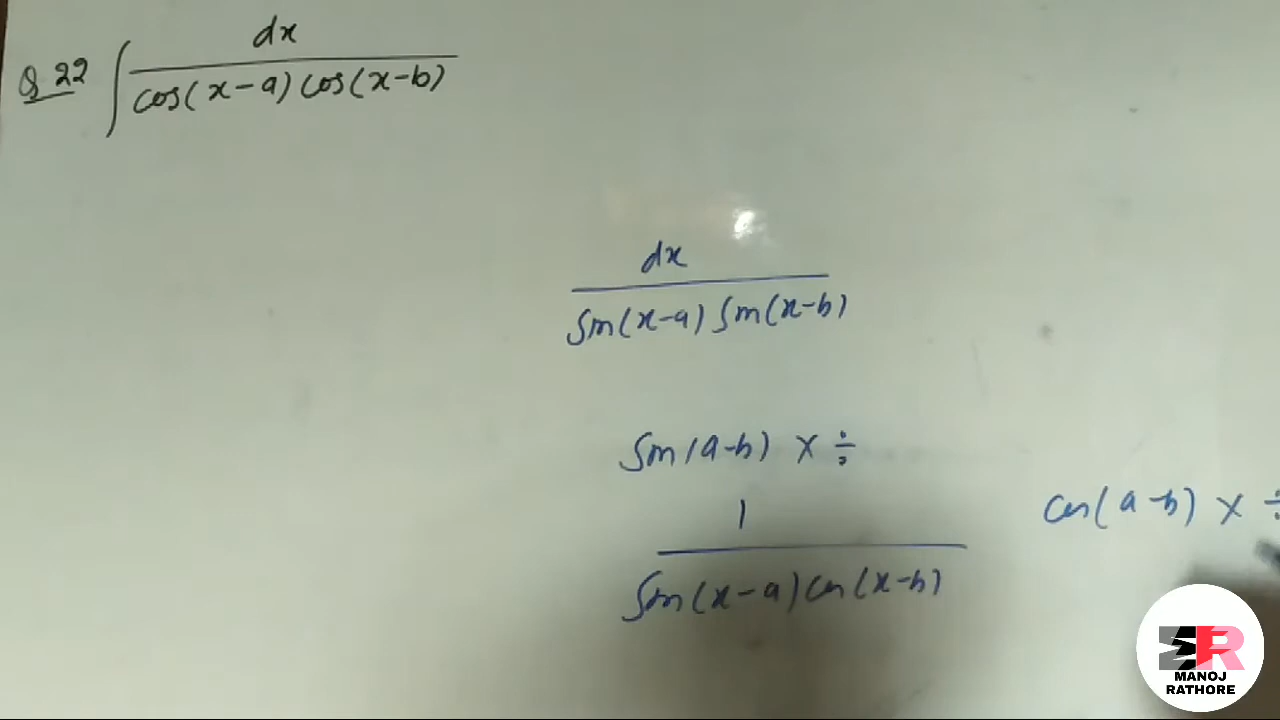 Q 22 ∫ dx / cos(x-a) cos(x-b)
dx / Sin(x-a) Sin(x-b)
Sin(a-b) × ÷
1 / Sin(x-a) cos(x-b)
cos(a-b) × ÷
MANOJ
RATHORE